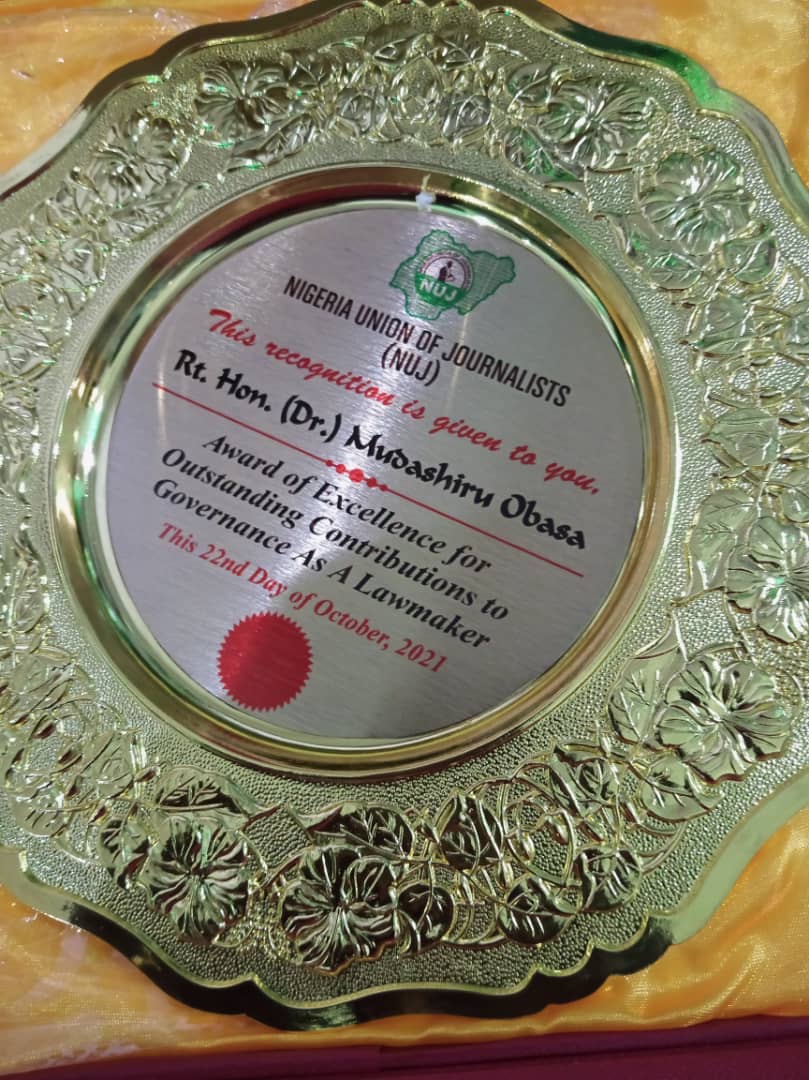 NUJ
NIGERIA UNION OF JOURNALISTS
(NUJ)
This recognition is given to you,
Rt. Hon. (Dr.) Mudashiru Obasa
Award of Excellence for
Outstanding Contributions to
Governance As A Lawmaker
This 22nd Day of October, 2021